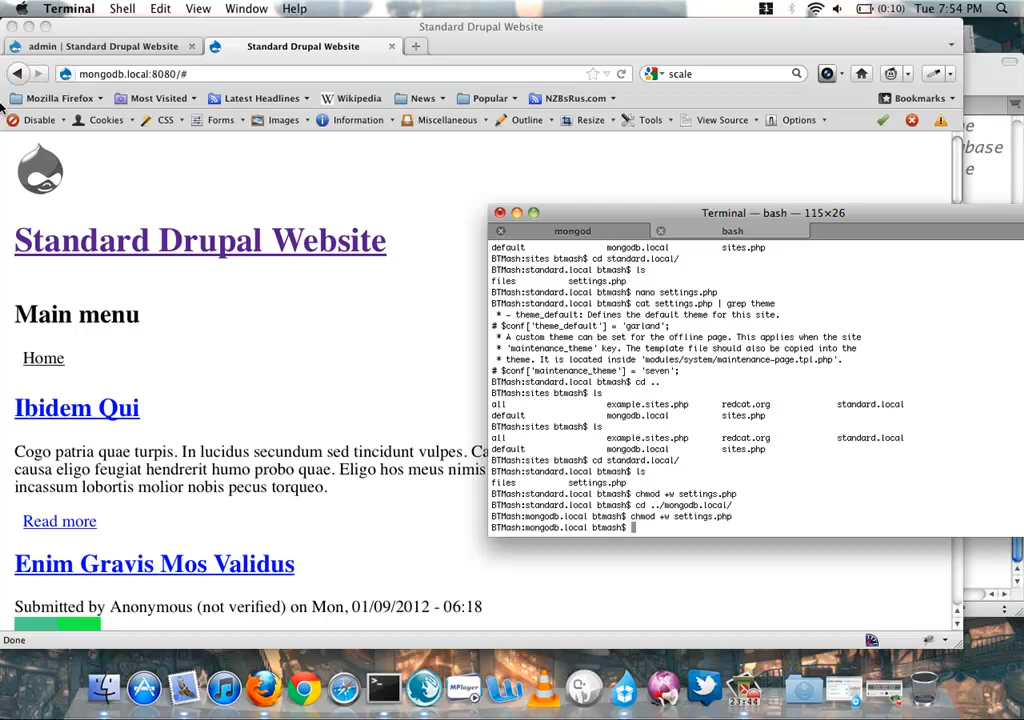 Terminal Shell Edit View Window Help (0:10) Tue 7:54 PM
Standard Drupal Website
admin | Standard Drupal Website
Standard Drupal Website
mongodb.local:8080/#
scale
Mozilla Firefox Most Visited Latest Headlines Wikipedia News Popular NZBsRus.com Bookmarks
Disable Cookies CSS Forms Images Information Miscellaneous Outline Resize Tools View Source Options
Standard Drupal Website
Main menu
Home
Ibidem Qui
Cogo patria quae turpis. In lucidus secundum sed tincidunt vulpes. Ca
causa eligo feugiat hendrerit humo probo quae. Eligo hos meus nimis
incassum lobortis molior nobis pecus torqueo.
Read more
Enim Gravis Mos Validus
Submitted by Anonymous (not verified) on Mon, 01/09/2012 - 06:18
Done
Terminal — bash — 115×26
mongod bash
default mongodb.local sites.php
BTMash:sites btmash$ cd standard.local/
BTMash:standard.local btmash$ ls
files settings.php
BTMash:standard.local btmash$ nano settings.php
BTMash:standard.local btmash$ cat settings.php | grep theme
* - theme_default: Defines the default theme for this site.
# $conf['theme_default'] = 'garland';
* A custom theme can be set for the offline page. This applies when the site
* 'maintenance_theme' key. The template file should also be copied into the
* theme. It is located inside 'modules/system/maintenance-page.tpl.php'.
# $conf['maintenance_theme'] = 'seven';
BTMash:standard.local btmash$ cd ..
BTMash:sites btmash$ ls
all example.sites.php redcat.org standard.local
default mongodb.local sites.php
BTMash:sites btmash$ ls
all example.sites.php redcat.org standard.local
default mongodb.local sites.php
BTMash:sites btmash$ cd standard.local/
BTMash:standard.local btmash$ ls
files settings.php
BTMash:standard.local btmash$ chmod +w settings.php
BTMash:standard.local btmash$ cd ../mongodb.local/
BTMash:mongodb.local btmash$ chmod +w settings.php
BTMash:mongodb.local btmash$
MPlayer
23:44